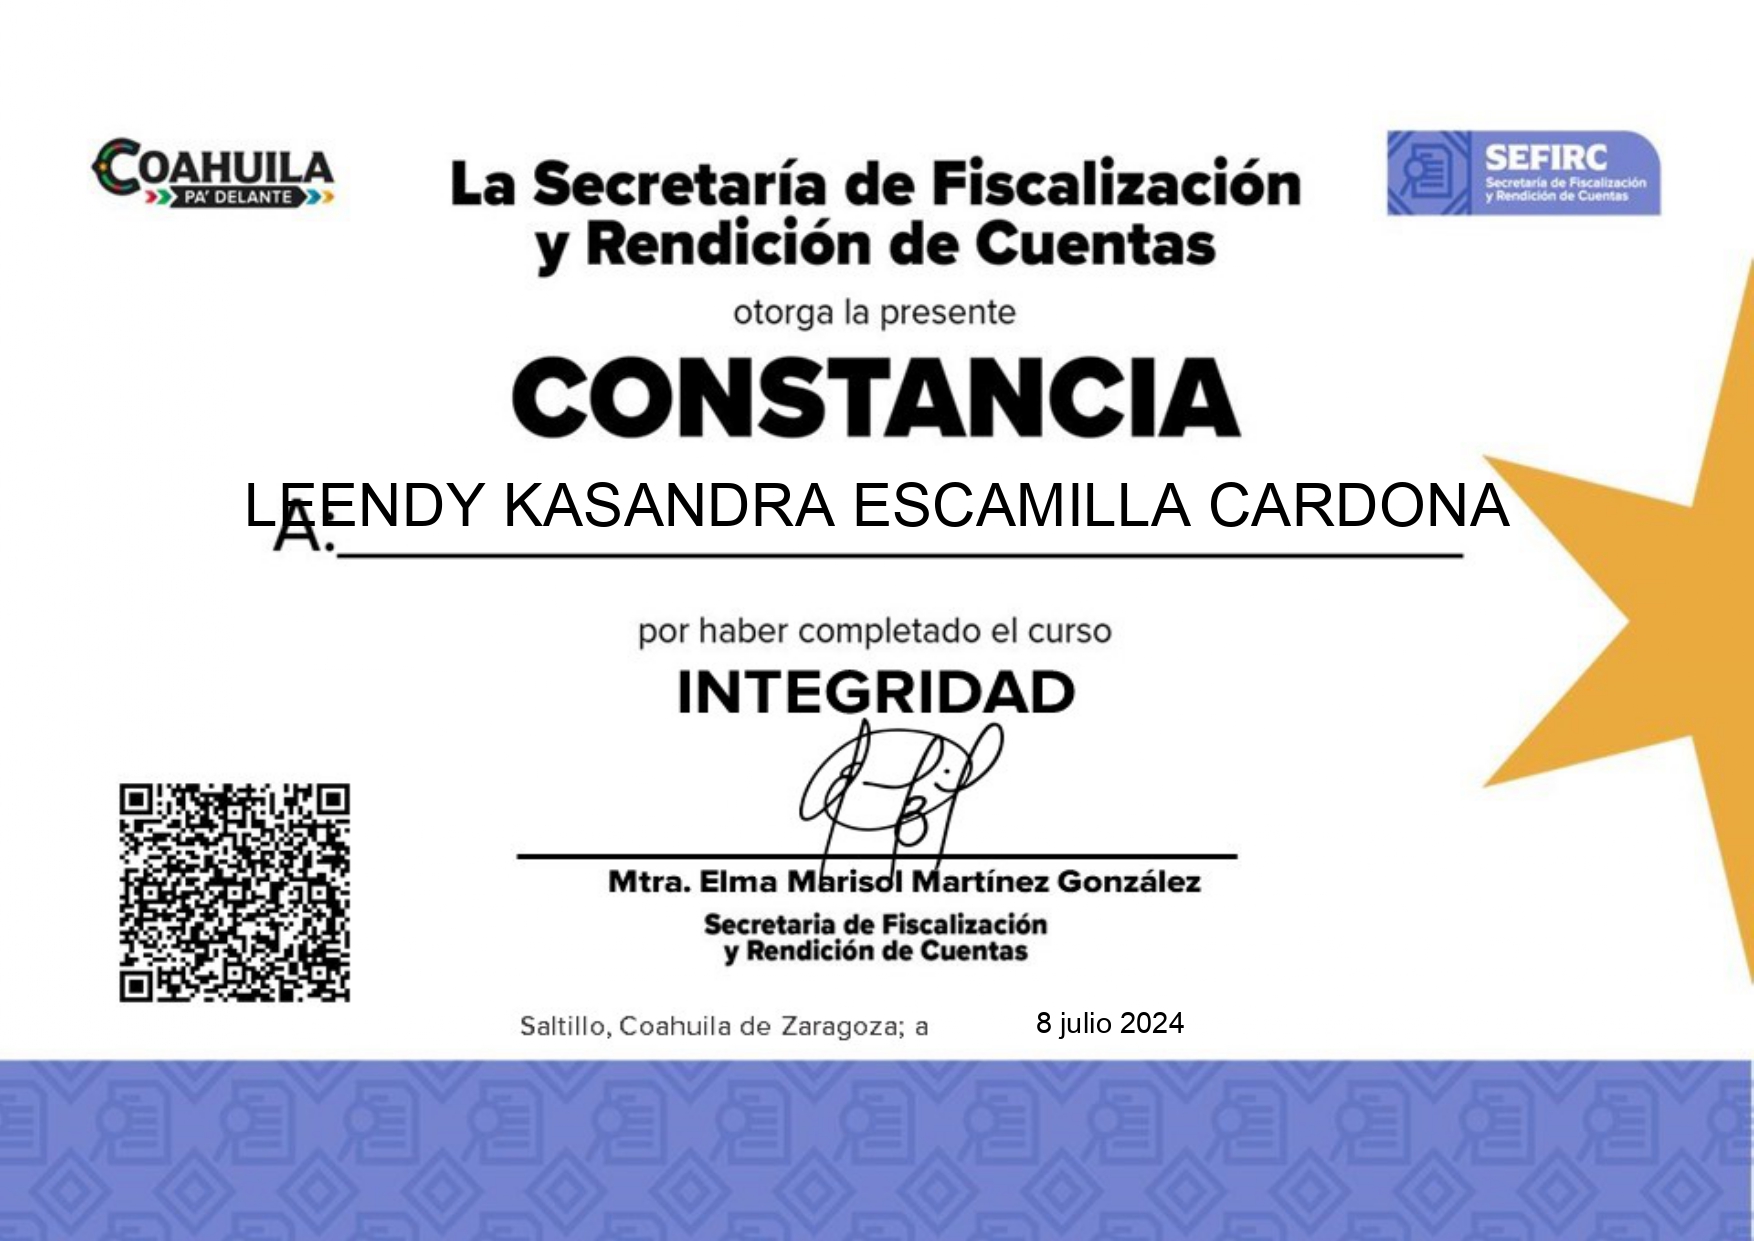 COAHUILA
PA' DELANTE
La Secretaría de Fiscalización
y Rendición de Cuentas
SEFIRC
Secretaría de Fiscalización
y Rendición de Cuentas
otorga la presente
CONSTANCIA
A:
LEENDY KASANDRA ESCAMILLA CARDONA
por haber completado el curso
INTEGRIDAD
Mtra. Elma Marisol Martínez González
Secretaria de Fiscalización
y Rendición de Cuentas
Saltillo, Coahuila de Zaragoza; a 8 julio 2024